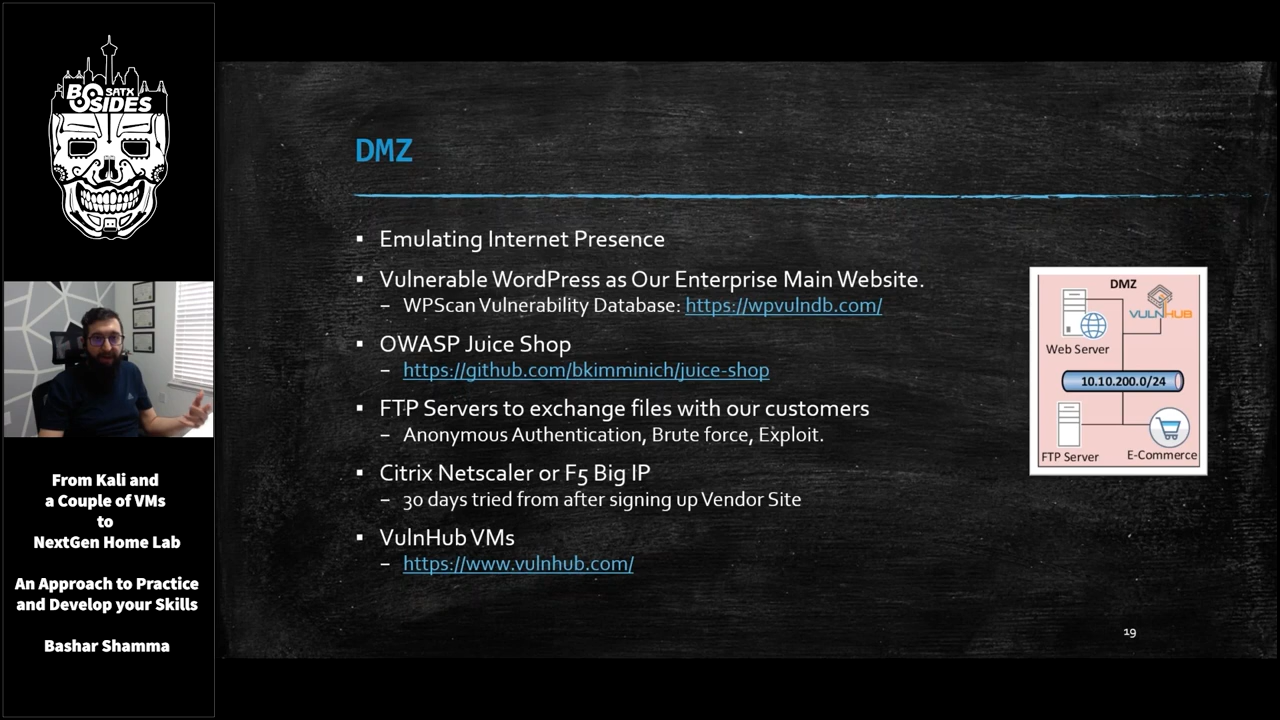 BSIDES
SATX
From Kali and
a Couple of VMs
to
NextGen Home Lab
An Approach to Practice
and Develop your Skills
Bashar Shamma
DMZ
▪ Emulating Internet Presence
▪ Vulnerable WordPress as Our Enterprise Main Website.
– WPScan Vulnerability Database: https://wpvulndb.com/
▪ OWASP Juice Shop
– https://github.com/bkimminich/juice-shop
▪ FTP Servers to exchange files with our customers
– Anonymous Authentication, Brute force, Exploit.
▪ Citrix Netscaler or F5 Big IP
– 30 days tried from after signing up Vendor Site
▪ VulnHub VMs
– https://www.vulnhub.com/
DMZ
VULNHUB
Web Server
10.10.200.0/24
FTP Server
E-Commerce
19